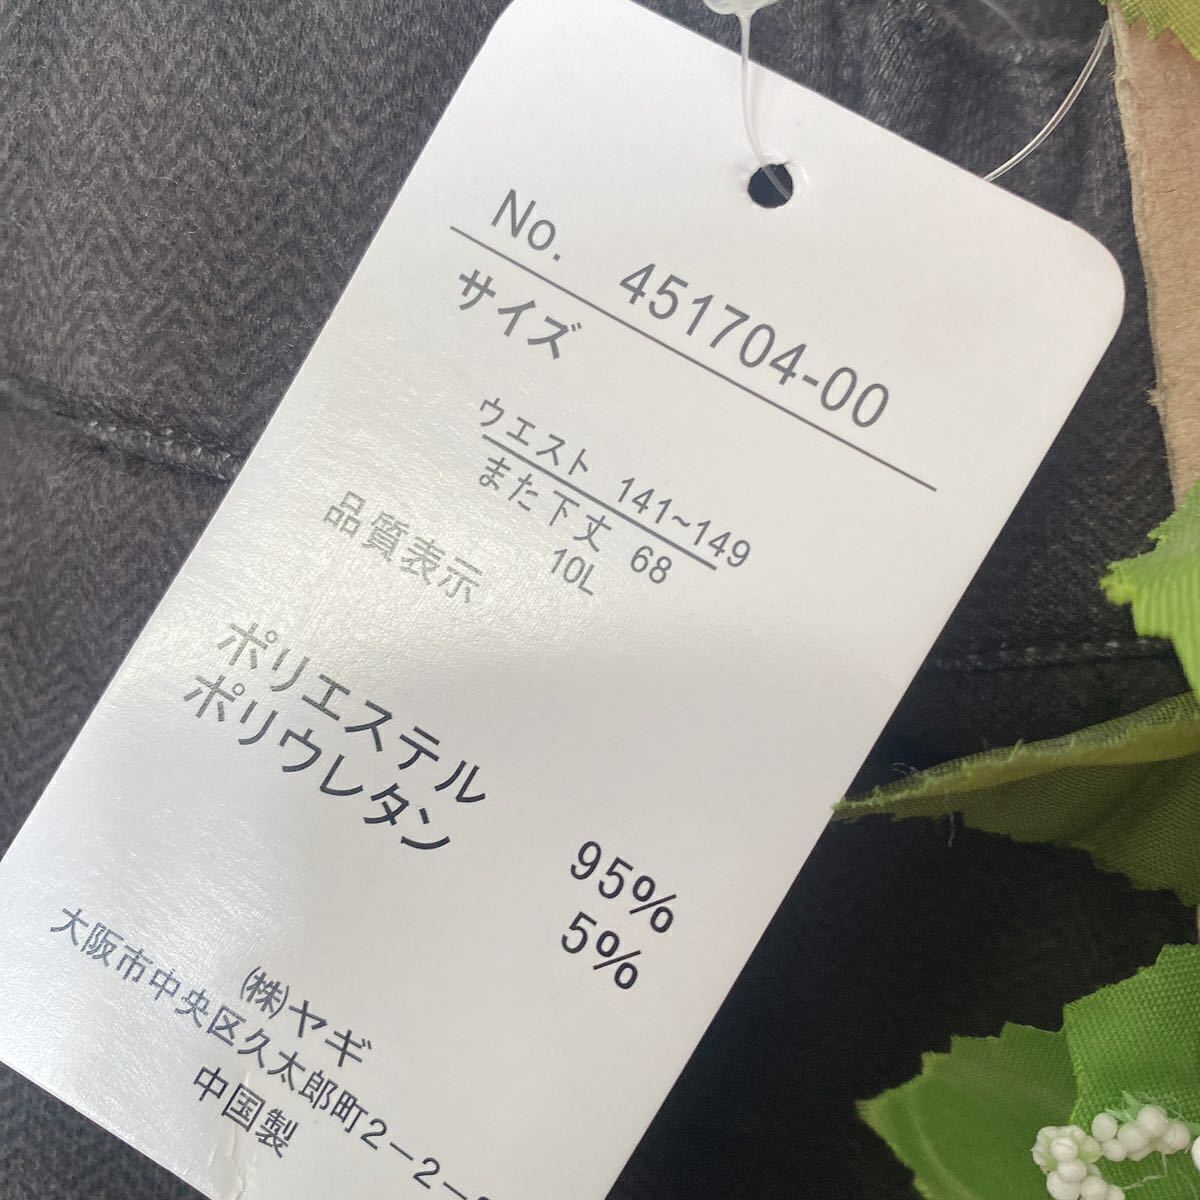 No. 451704-00
サイズ
ウエスト 141~149
また下丈 68
10L
品質表示
ポリエステル 95%
ポリウレタン 5%
(株)ヤギ
大阪市中央区久太郎町2-2-
中国製